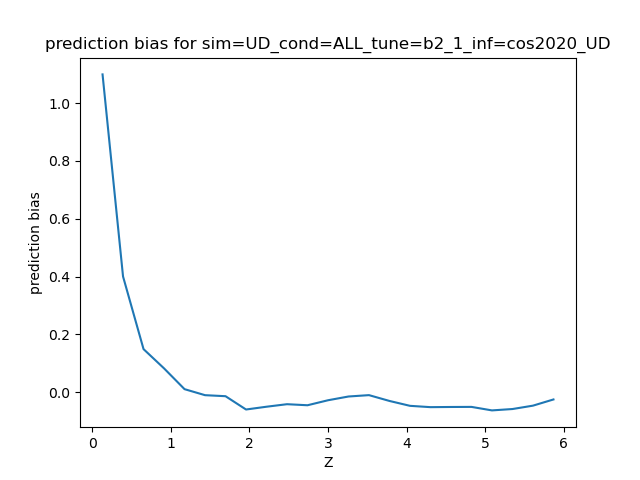 prediction bias for sim=UD_cond=ALL_tune=b2_1_inf=cos2020_UD
1.0
0.8
0.6
0.4
0.2
0.0
prediction bias
0 1 2 3 4 5 6
Z